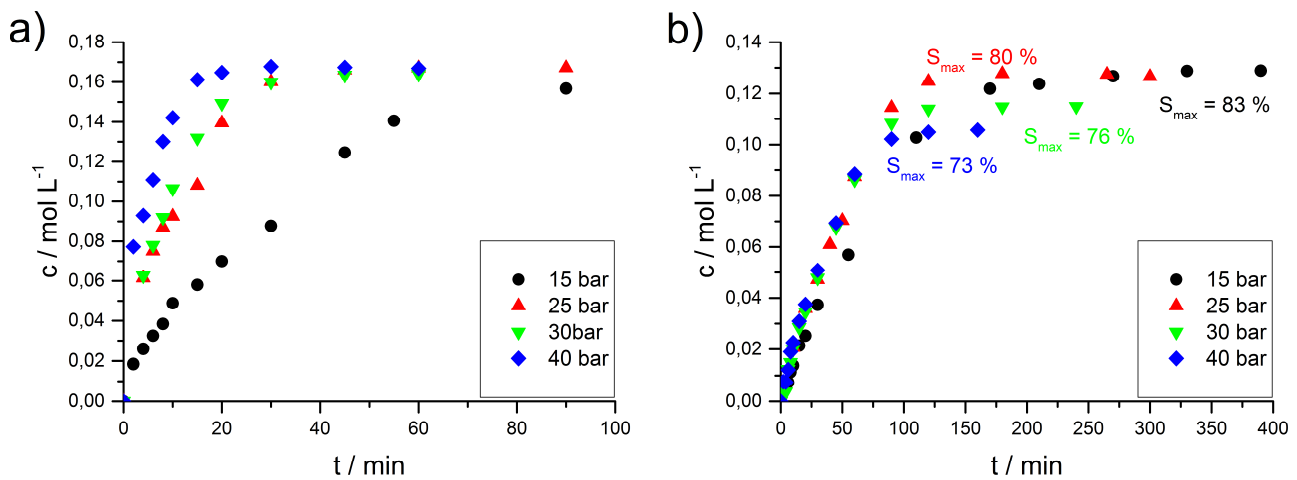 a)
c / mol L⁻¹
0,18
0,16
0,14
0,12
0,10
0,08
0,06
0,04
0,02
0,00
0 20 40 60 80 100
t / min
15 bar
25 bar
30bar
40 bar
b)
c / mol L⁻¹
0,14
0,12
0,10
0,08
0,06
0,04
0,02
0,00
0 50 100 150 200 250 300 350 400
t / min
Smax = 80 %
Smax = 83 %
Smax = 76 %
Smax = 73 %
15 bar
25 bar
30 bar
40 bar